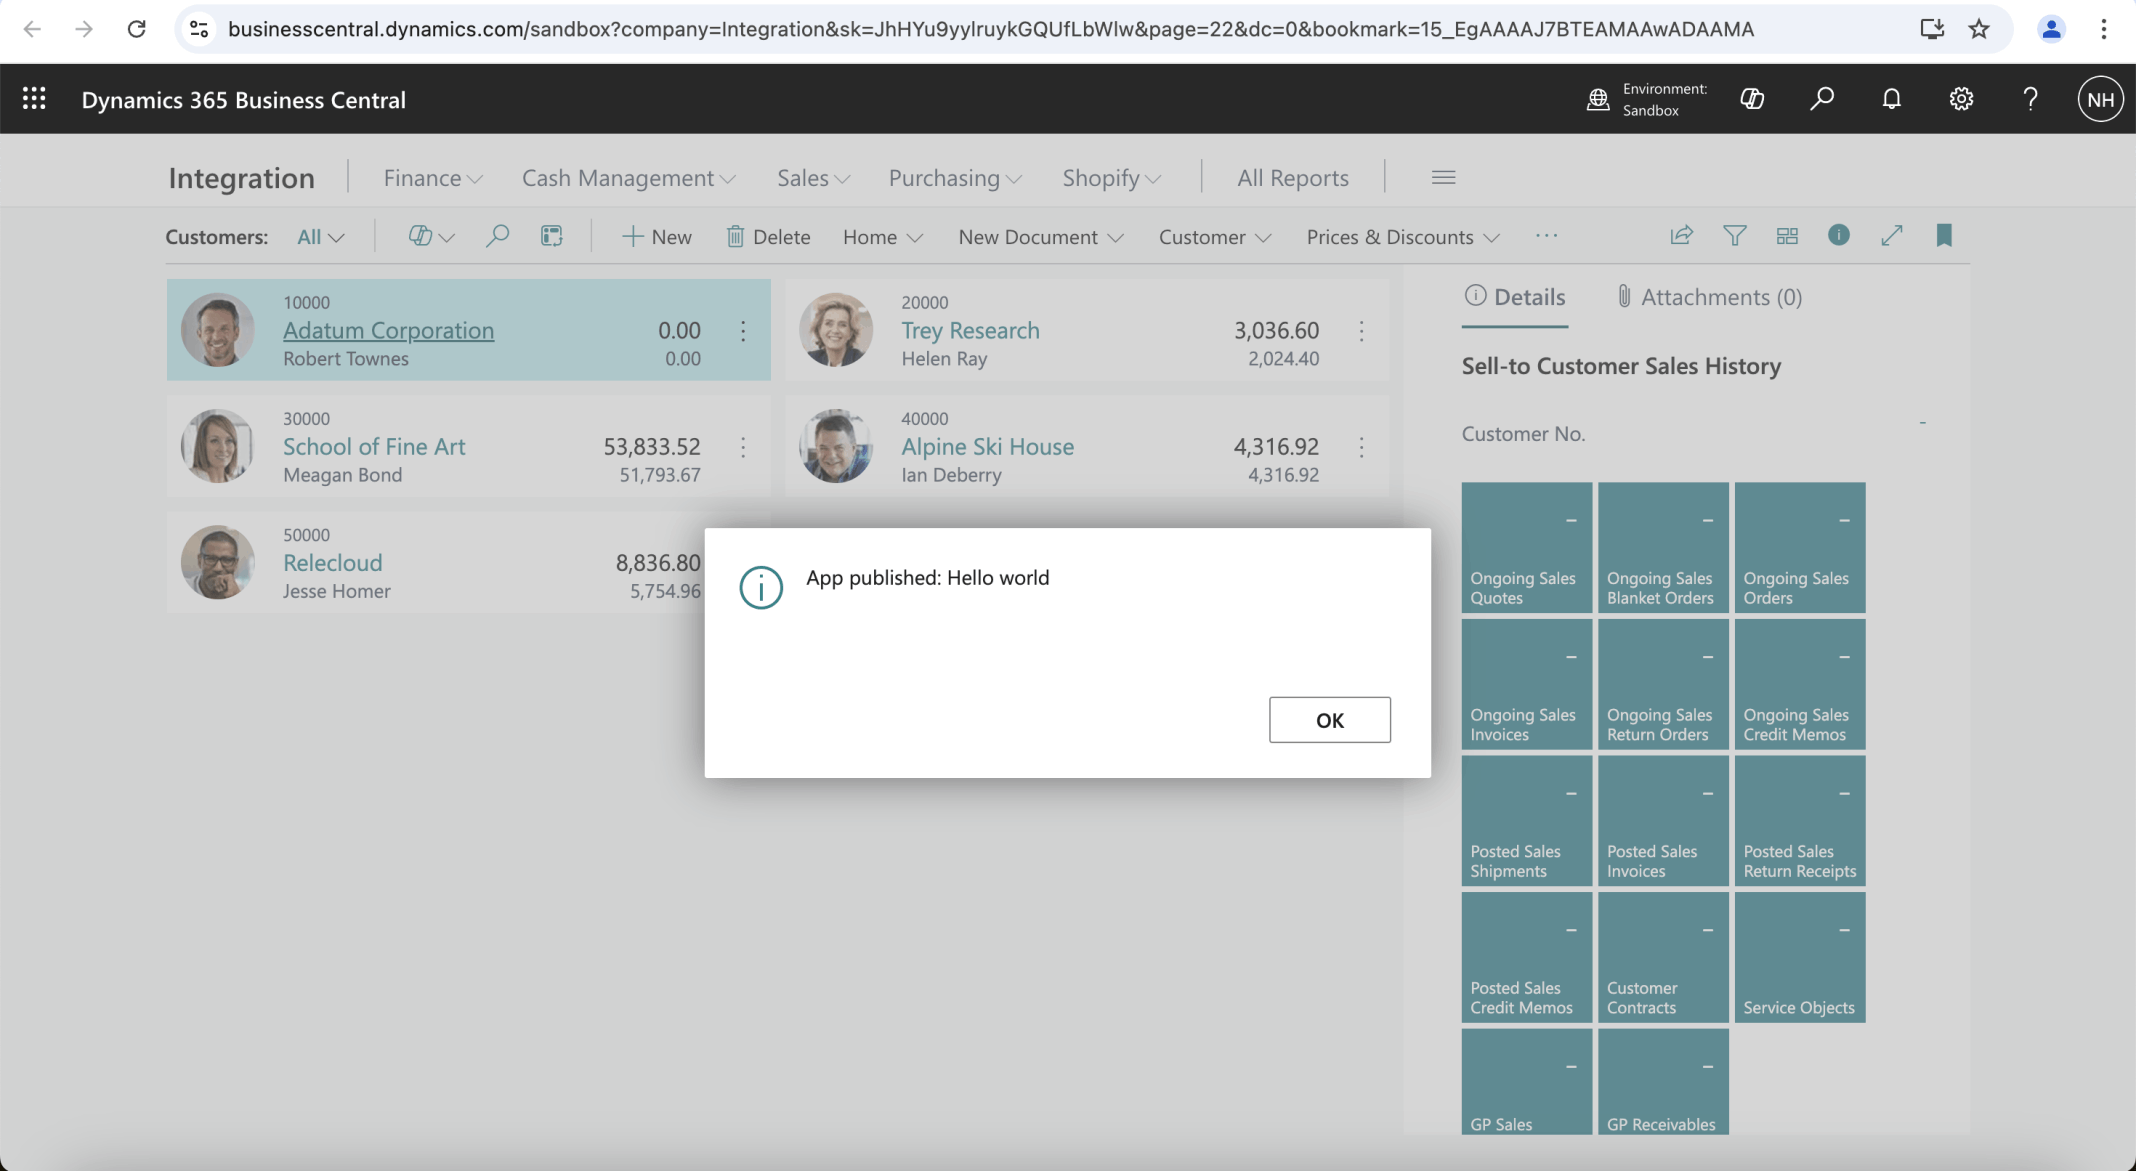 businesscentral.dynamics.com/sandbox?company=Integration&sk=JhHYu9yylruykGQUfLbWlw&page=22&dc=0&bookmark=15_EgAAAAJ7BTEAMAAwADAAMA
Dynamics 365 Business Central
Environment:
Sandbox
?
NH
Integration
Finance
Cash Management
Sales
Purchasing
Shopify
All Reports
Customers:
All
New
Delete
Home
New Document
Customer
Prices & Discounts
10000
Adatum Corporation
0.00
Robert Townes
0.00
20000
Trey Research
3,036.60
Helen Ray
2,024.40
30000
School of Fine Art
53,833.52
Meagan Bond
51,793.67
40000
Alpine Ski House
4,316.92
Ian Deberry
4,316.92
50000
Relecloud
8,836.80
Jesse Homer
5,754.96
App published: Hello world
OK
Details
Attachments (0)
Sell-to Customer Sales History
Customer No.
-
–
Ongoing Sales
Quotes
–
Ongoing Sales
Blanket Orders
–
Ongoing Sales
Orders
–
Ongoing Sales
Invoices
–
Ongoing Sales
Return Orders
–
Ongoing Sales
Credit Memos
–
Posted Sales
Shipments
–
Posted Sales
Invoices
–
Posted Sales
Return Receipts
–
Posted Sales
Credit Memos
–
Customer
Contracts
–
Service Objects
–
GP Sales
–
GP Receivables